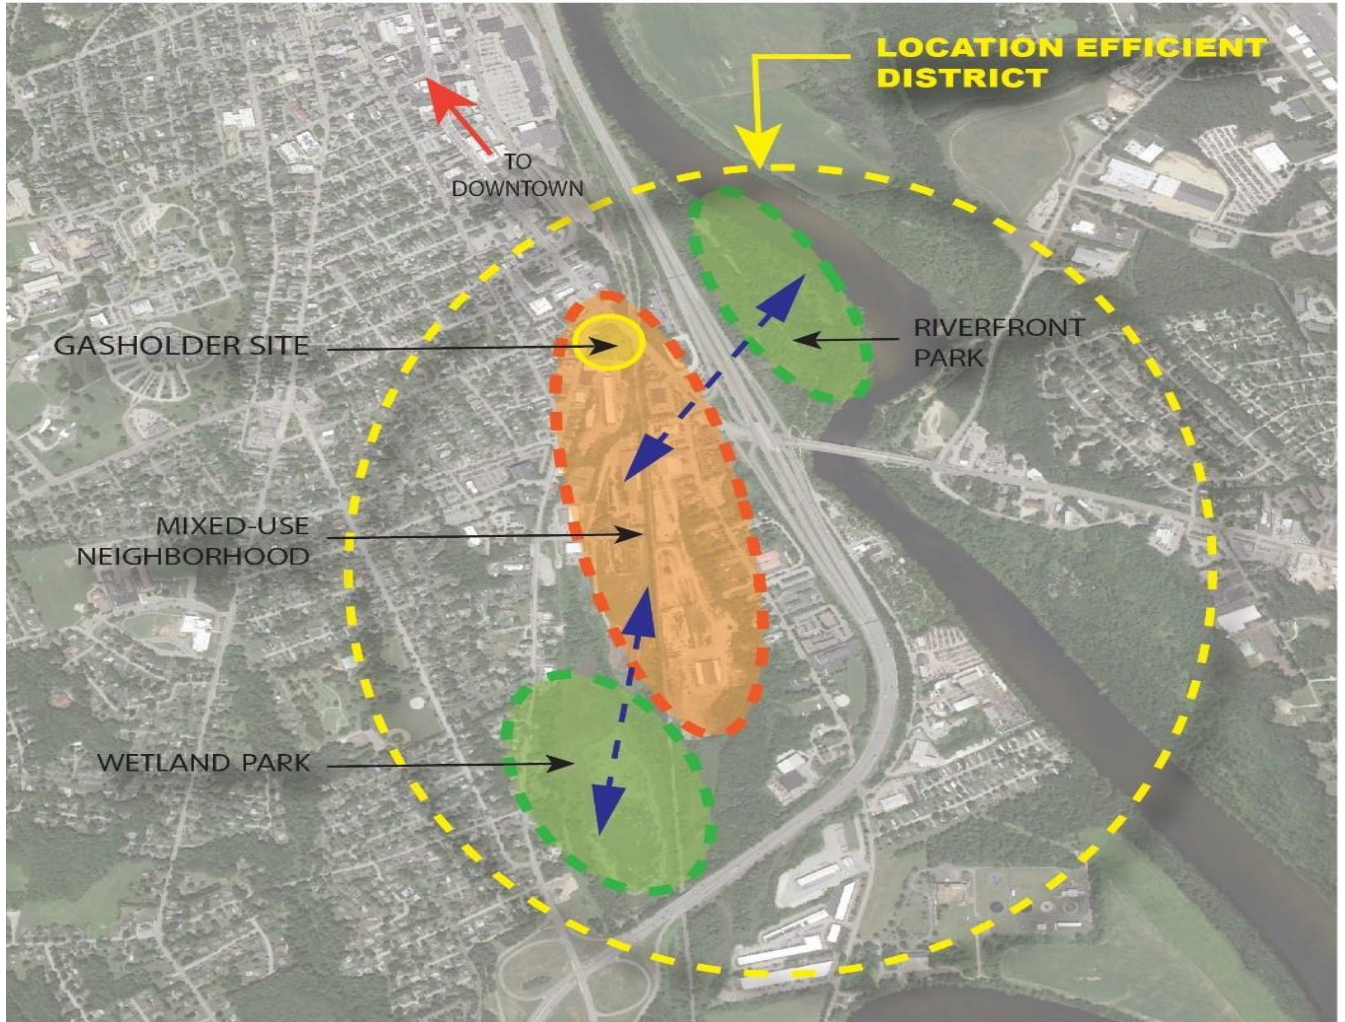 LOCATION EFFICIENT
DISTRICT
TO
DOWNTOWN
GASHOLDER SITE
RIVERFRONT
PARK
MIXED-USE
NEIGHBORHOOD
WETLAND PARK